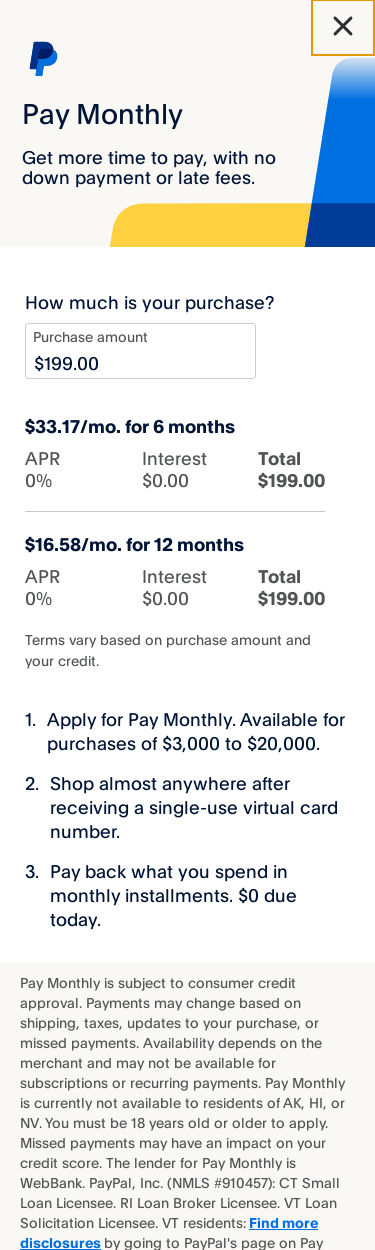 Pay Monthly
Get more time to pay, with no
down payment or late fees.
How much is your purchase?
Purchase amount
$199.00
$33.17/mo. for 6 months
APR Interest Total
0% $0.00 $199.00
$16.58/mo. for 12 months
APR Interest Total
0% $0.00 $199.00
Terms vary based on purchase amount and
your credit.
1. Apply for Pay Monthly. Available for
purchases of $3,000 to $20,000.
2. Shop almost anywhere after
receiving a single-use virtual card
number.
3. Pay back what you spend in
monthly installments. $0 due
today.
Pay Monthly is subject to consumer credit
approval. Payments may change based on
shipping, taxes, updates to your purchase, or
missed payments. Availability depends on the
merchant and may not be available for
subscriptions or recurring payments. Pay Monthly
is currently not available to residents of AK, HI, or
NV. You must be 18 years old or older to apply.
Missed payments may have an impact on your
credit score. The lender for Pay Monthly is
WebBank. PayPal, Inc. (NMLS #910457): CT Small
Loan Licensee. RI Loan Broker Licensee. VT Loan
Solicitation Licensee. VT residents: Find more
disclosures by going to PayPal's page on Pay